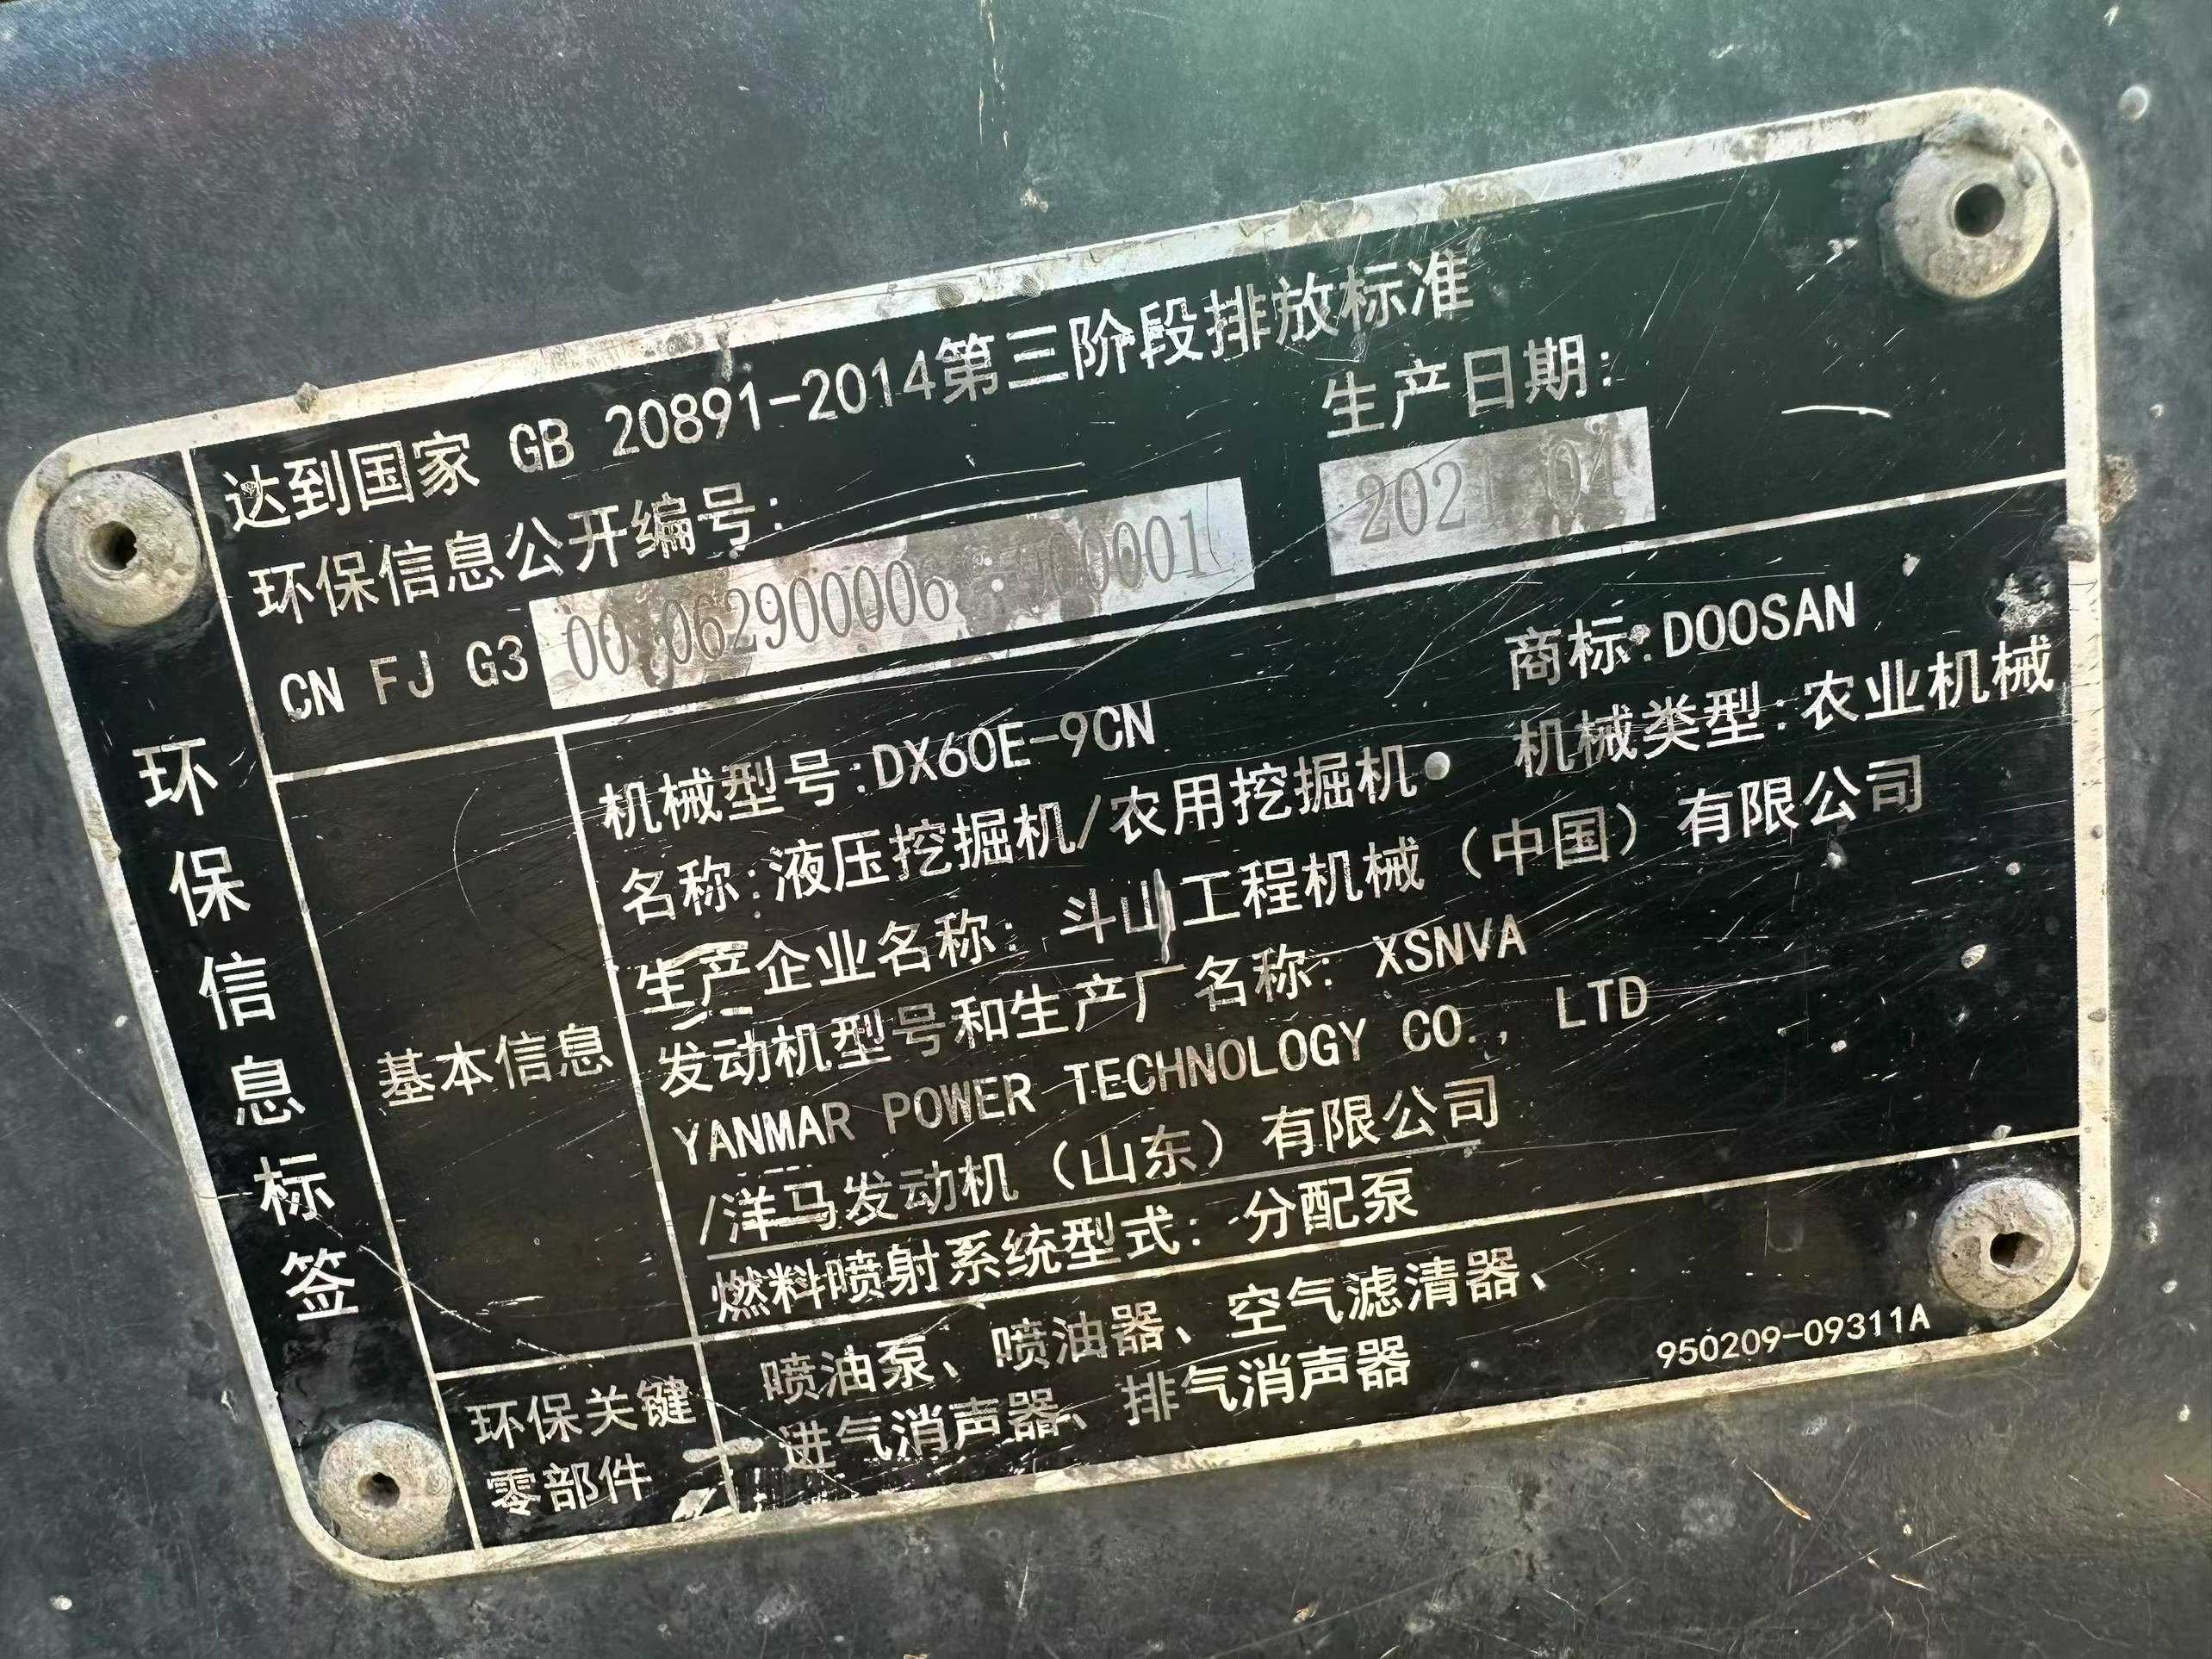 达到国家 GB 20891-2014第三阶段排放标准
环保信息公开编号:
生产日期:
CN FJ G3
2021 04
环保信息标签
基本信息
机械型号:DX60E-9CN
商标:DOOSAN
名称:液压挖掘机/农用挖掘机
机械类型:农业机械
生产企业名称: 斗山工程机械（中国）有限公司
发动机型号和生产厂名称: XSNVA
YANMAR POWER TECHNOLOGY CO., LTD
/洋马发动机（山东）有限公司
燃料喷射系统型式: 分配泵
环保关键
零部件
喷油泵、喷油器、空气滤清器、
进气消声器、排气消声器
950209-09311A